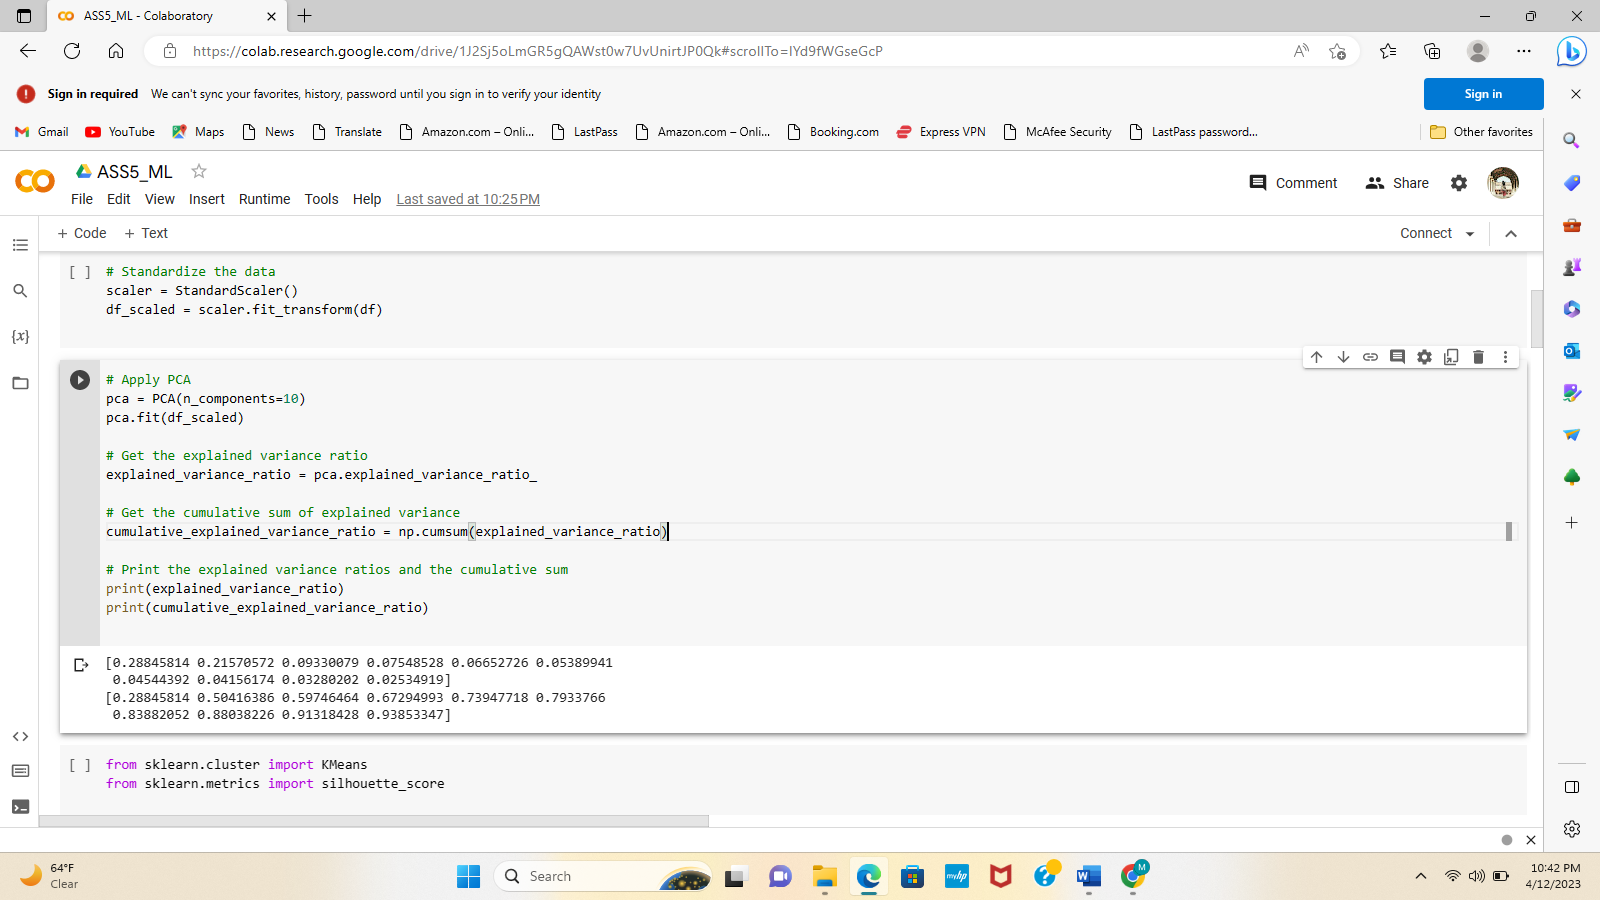 ASS5_ML - Colaboratory
https://colab.research.google.com/drive/1J2Sj5oLmGR5gQAWst0w7UvUnirtJP0Qk#scrollTo=lYd9fWGseGcP
Sign in required We can't sync your favorites, history, password until you sign in to verify your identity
Sign in
Gmail YouTube Maps News Translate Amazon.com – Onli... LastPass Amazon.com – Onli... Booking.com Express VPN McAfee Security LastPass password... Other favorites
ASS5_ML
Comment Share
File Edit View Insert Runtime Tools Help Last saved at 10:25 PM
+ Code + Text Connect
[ ] # Standardize the data
scaler = StandardScaler()
df_scaled = scaler.fit_transform(df)
{x}
# Apply PCA
pca = PCA(n_components=10)
pca.fit(df_scaled)
# Get the explained variance ratio
explained_variance_ratio = pca.explained_variance_ratio_
# Get the cumulative sum of explained variance
cumulative_explained_variance_ratio = np.cumsum(explained_variance_ratio)
# Print the explained variance ratios and the cumulative sum
print(explained_variance_ratio)
print(cumulative_explained_variance_ratio)
[0.28845814 0.21570572 0.09330079 0.07548528 0.06652726 0.05389941
0.04544392 0.04156174 0.03280202 0.02534919]
[0.28845814 0.50416386 0.59746464 0.67294993 0.73947718 0.7933766
0.83882052 0.88038226 0.91318428 0.93853347]
[ ] from sklearn.cluster import KMeans
from sklearn.metrics import silhouette_score
64°F
Clear
Search
myhp
M
10:42 PM
4/12/2023